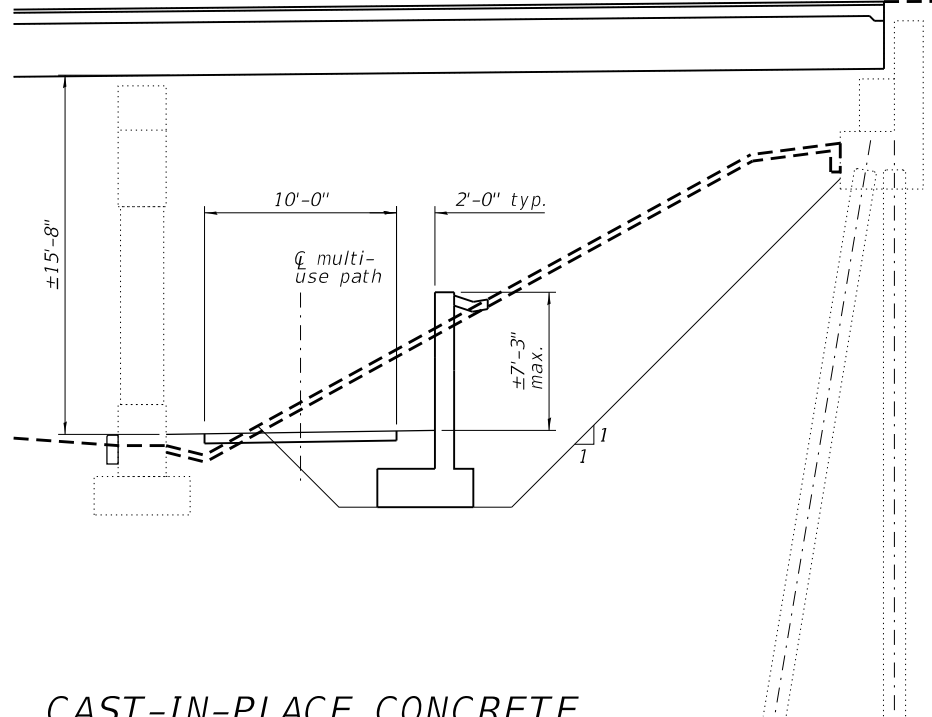 10'-0"
2'-0" typ.
±15'-8"
℄ multi-
use path
±7'-3"
max.
1
1
CAST-IN-PLACE CONCRETE